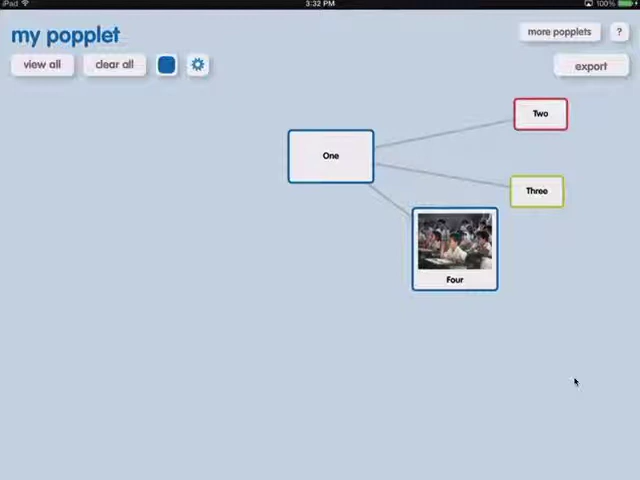 iPad 3:32 PM 100%
my popplet more popplets ?
view all clear all export
Two
One
Three
Four